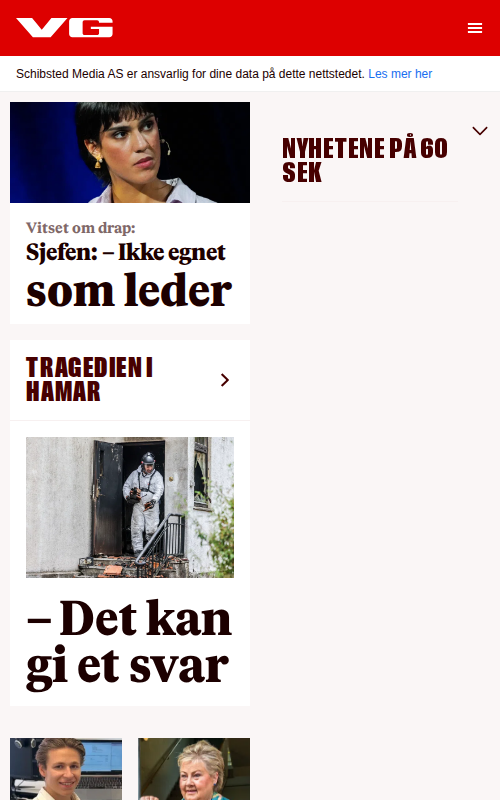 VG
Schibsted Media AS er ansvarlig for dine data på dette nettstedet. Les mer her
Vitset om drap:
Sjefen: – Ikke egnet
som leder
TRAGEDIEN I
HAMAR
– Det kan
gi et svar
NYHETENE PÅ 60
SEK